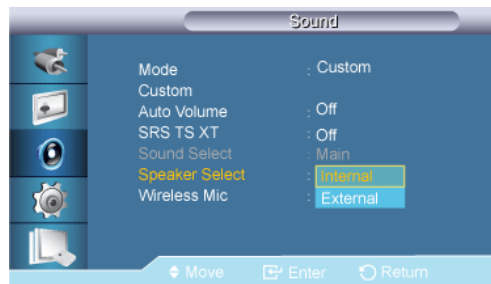 Sound
Mode : Custom
Custom
Auto Volume : Off
SRS TS XT : Off
Sound Select : Main
Speaker Select : Internal
Wireless Mic : External
Move Enter Return